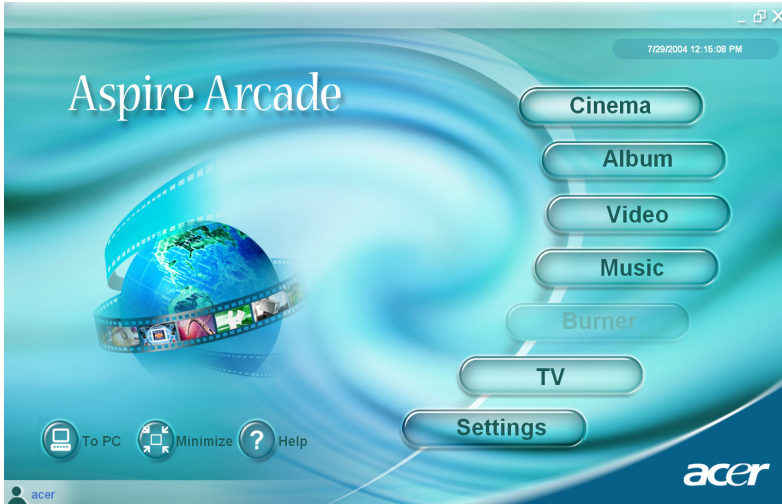 7/29/2004 12:15:08 PM
Aspire Arcade
Cinema
Album
Video
Music
Burner
TV
Settings
To PC
Minimize
Help
acer
acer